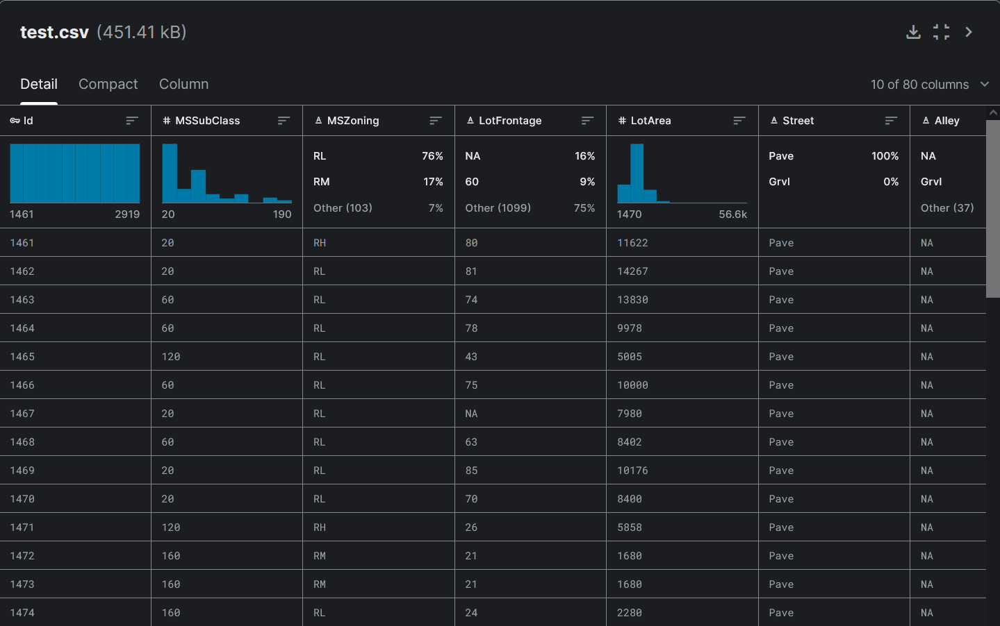 test.csv (451.41 kB)
Detail Compact Column 10 of 80 columns
Id # MSSubClass MSZoning LotFrontage # LotArea Street Alley
RL 76% NA 16% Pave 100% NA
RM 17% 60 9% Grvl 0% Grvl
Other (103) 7% Other (1099) 75% Other (37)
1461 2919 20 190 1470 56.6k
1461 20 RH 80 11622 Pave NA
1462 20 RL 81 14267 Pave NA
1463 60 RL 74 13830 Pave NA
1464 60 RL 78 9978 Pave NA
1465 120 RL 43 5005 Pave NA
1466 60 RL 75 10000 Pave NA
1467 20 RL NA 7980 Pave NA
1468 60 RL 63 8402 Pave NA
1469 20 RL 85 10176 Pave NA
1470 20 RL 70 8400 Pave NA
1471 120 RH 26 5858 Pave NA
1472 160 RM 21 1680 Pave NA
1473 160 RM 21 1680 Pave NA
1474 160 RL 24 2280 Pave NA